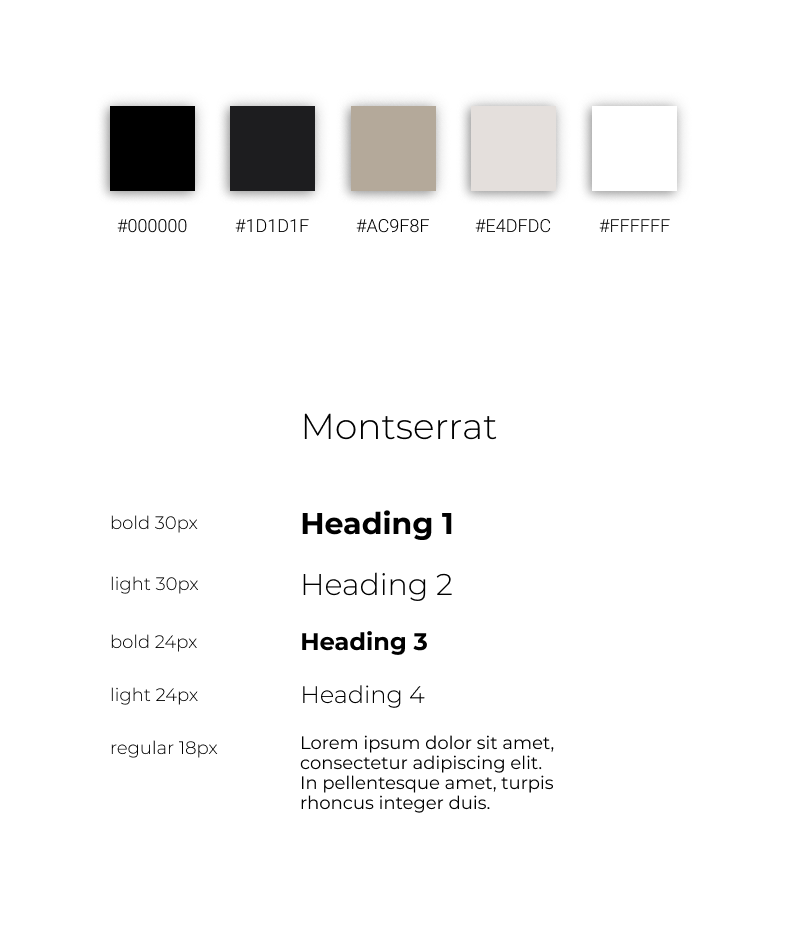 #000000 #1D1D1F #AC9F8F #E4DFDC #FFFFFF
Montserrat
bold 30px Heading 1
light 30px Heading 2
bold 24px Heading 3
light 24px Heading 4
regular 18px Lorem ipsum dolor sit amet,
consectetur adipiscing elit.
In pellentesque amet, turpis
rhoncus integer duis.